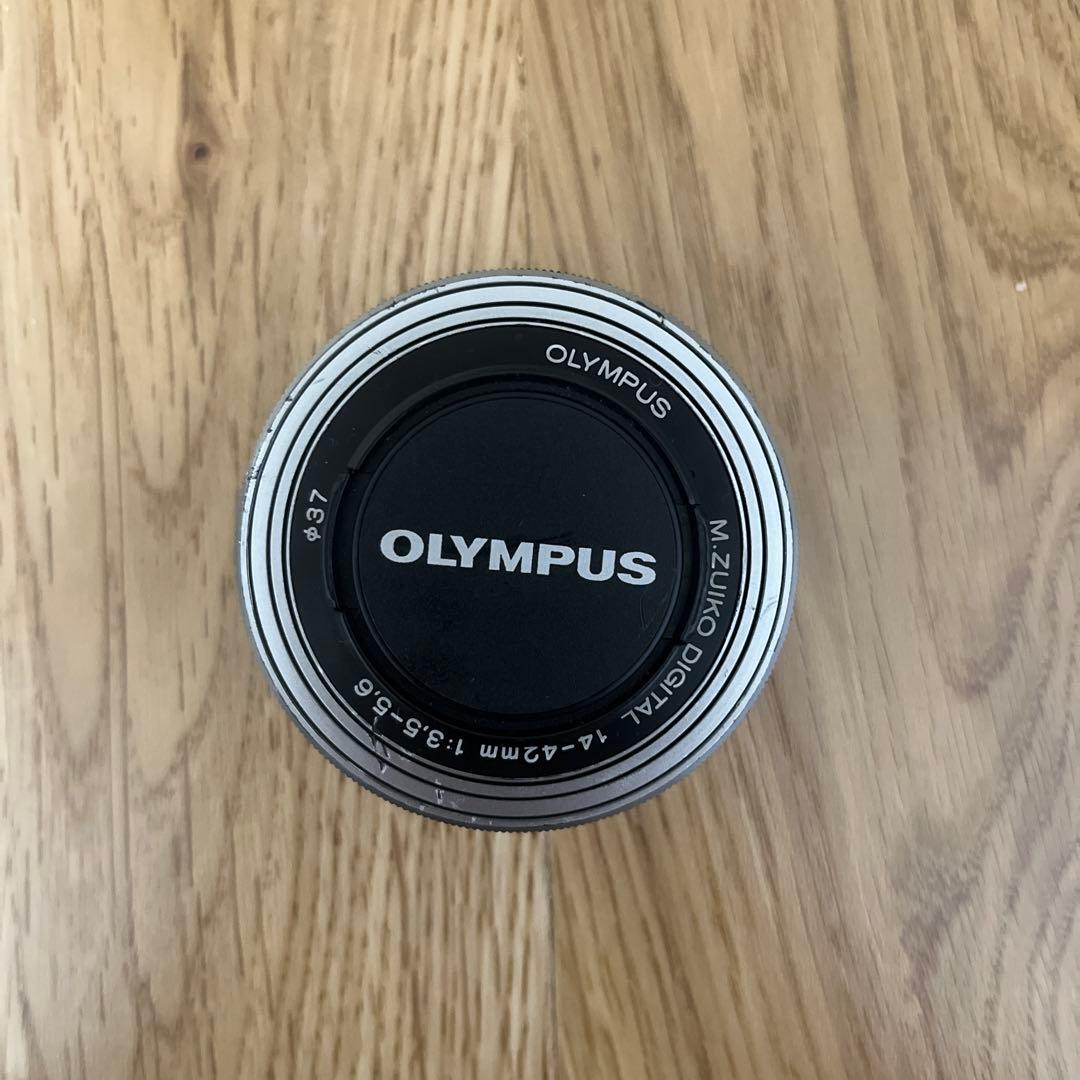 OLYMPUS
M.ZUIKO DIGITAL 14-42mm 1:3.5-5.6
φ37
OLYMPUS